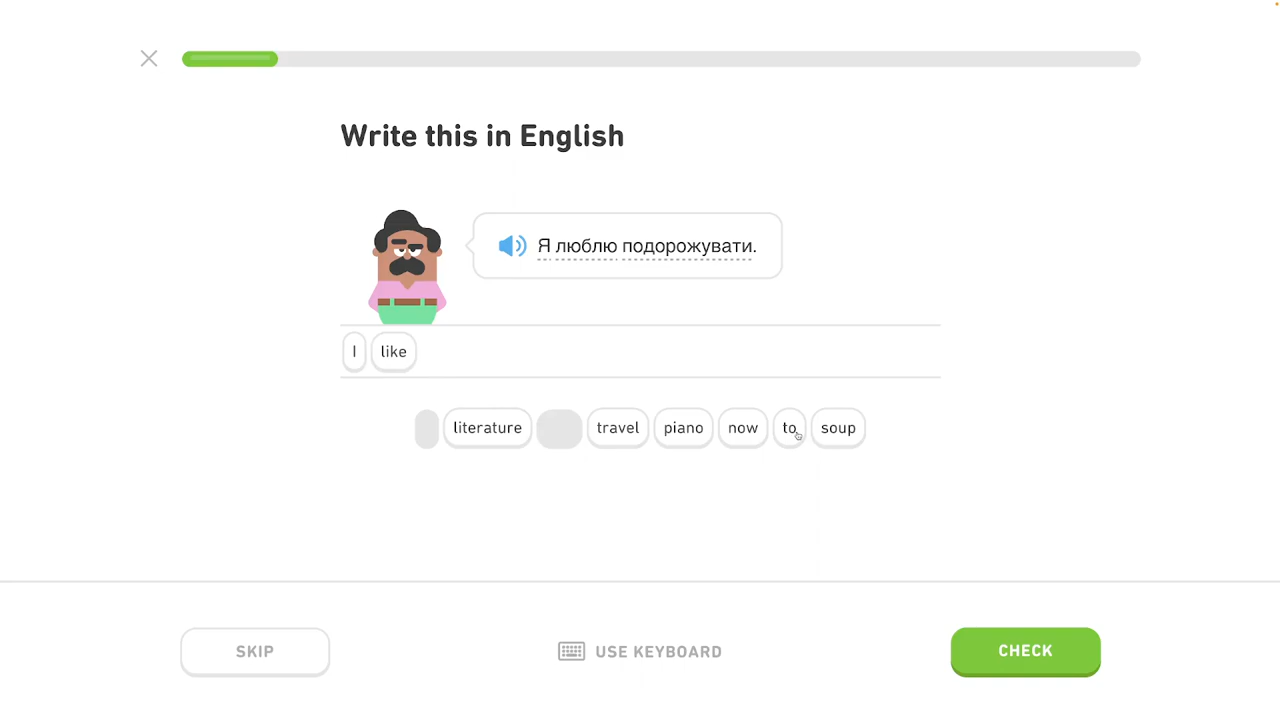 Write this in English
Я люблю подорожувати.
I like
literature travel piano now to soup
SKIP USE KEYBOARD CHECK